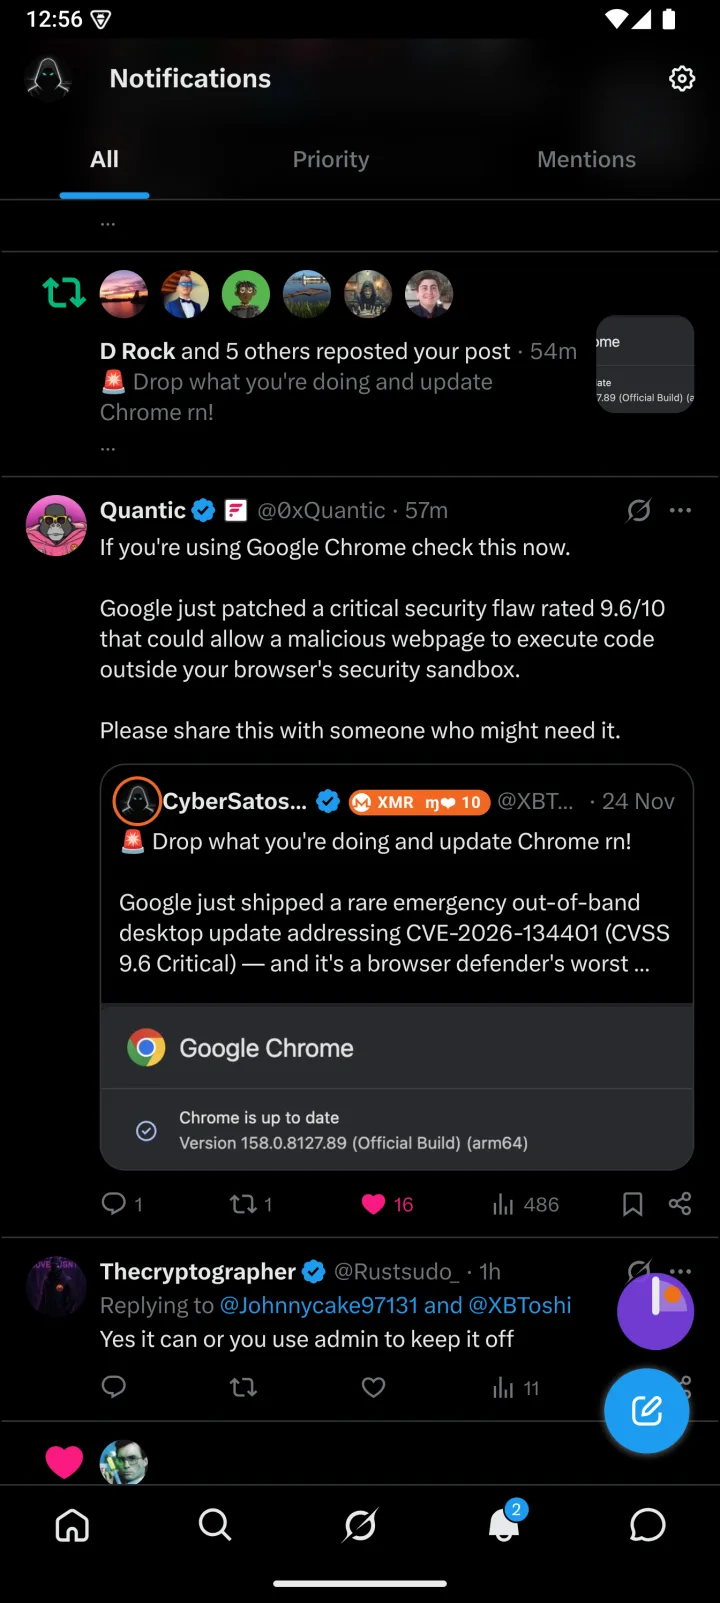 12:56
Notifications
All Priority Mentions
...
D Rock and 5 others reposted your post · 54m
🚨 Drop what you're doing and update
Chrome rn!
...
ome
ate
7.89 (Official Build) (a
Quantic @0xQuantic · 57m
If you're using Google Chrome check this now.
Google just patched a critical security flaw rated 9.6/10
that could allow a malicious webpage to execute code
outside your browser's security sandbox.
Please share this with someone who might need it.
CyberSatos... XMR ɱ❤ 10 @XBT... · 24 Nov
🚨 Drop what you're doing and update Chrome rn!
Google just shipped a rare emergency out-of-band
desktop update addressing CVE-2026-134401 (CVSS
9.6 Critical) — and it's a browser defender's worst ...
Google Chrome
Chrome is up to date
Version 158.0.8127.89 (Official Build) (arm64)
1 1 16 486
Thecryptographer @Rustsudo_ · 1h
Replying to @Johnnycake97131 and @XBToshi
Yes it can or you use admin to keep it off
11
2